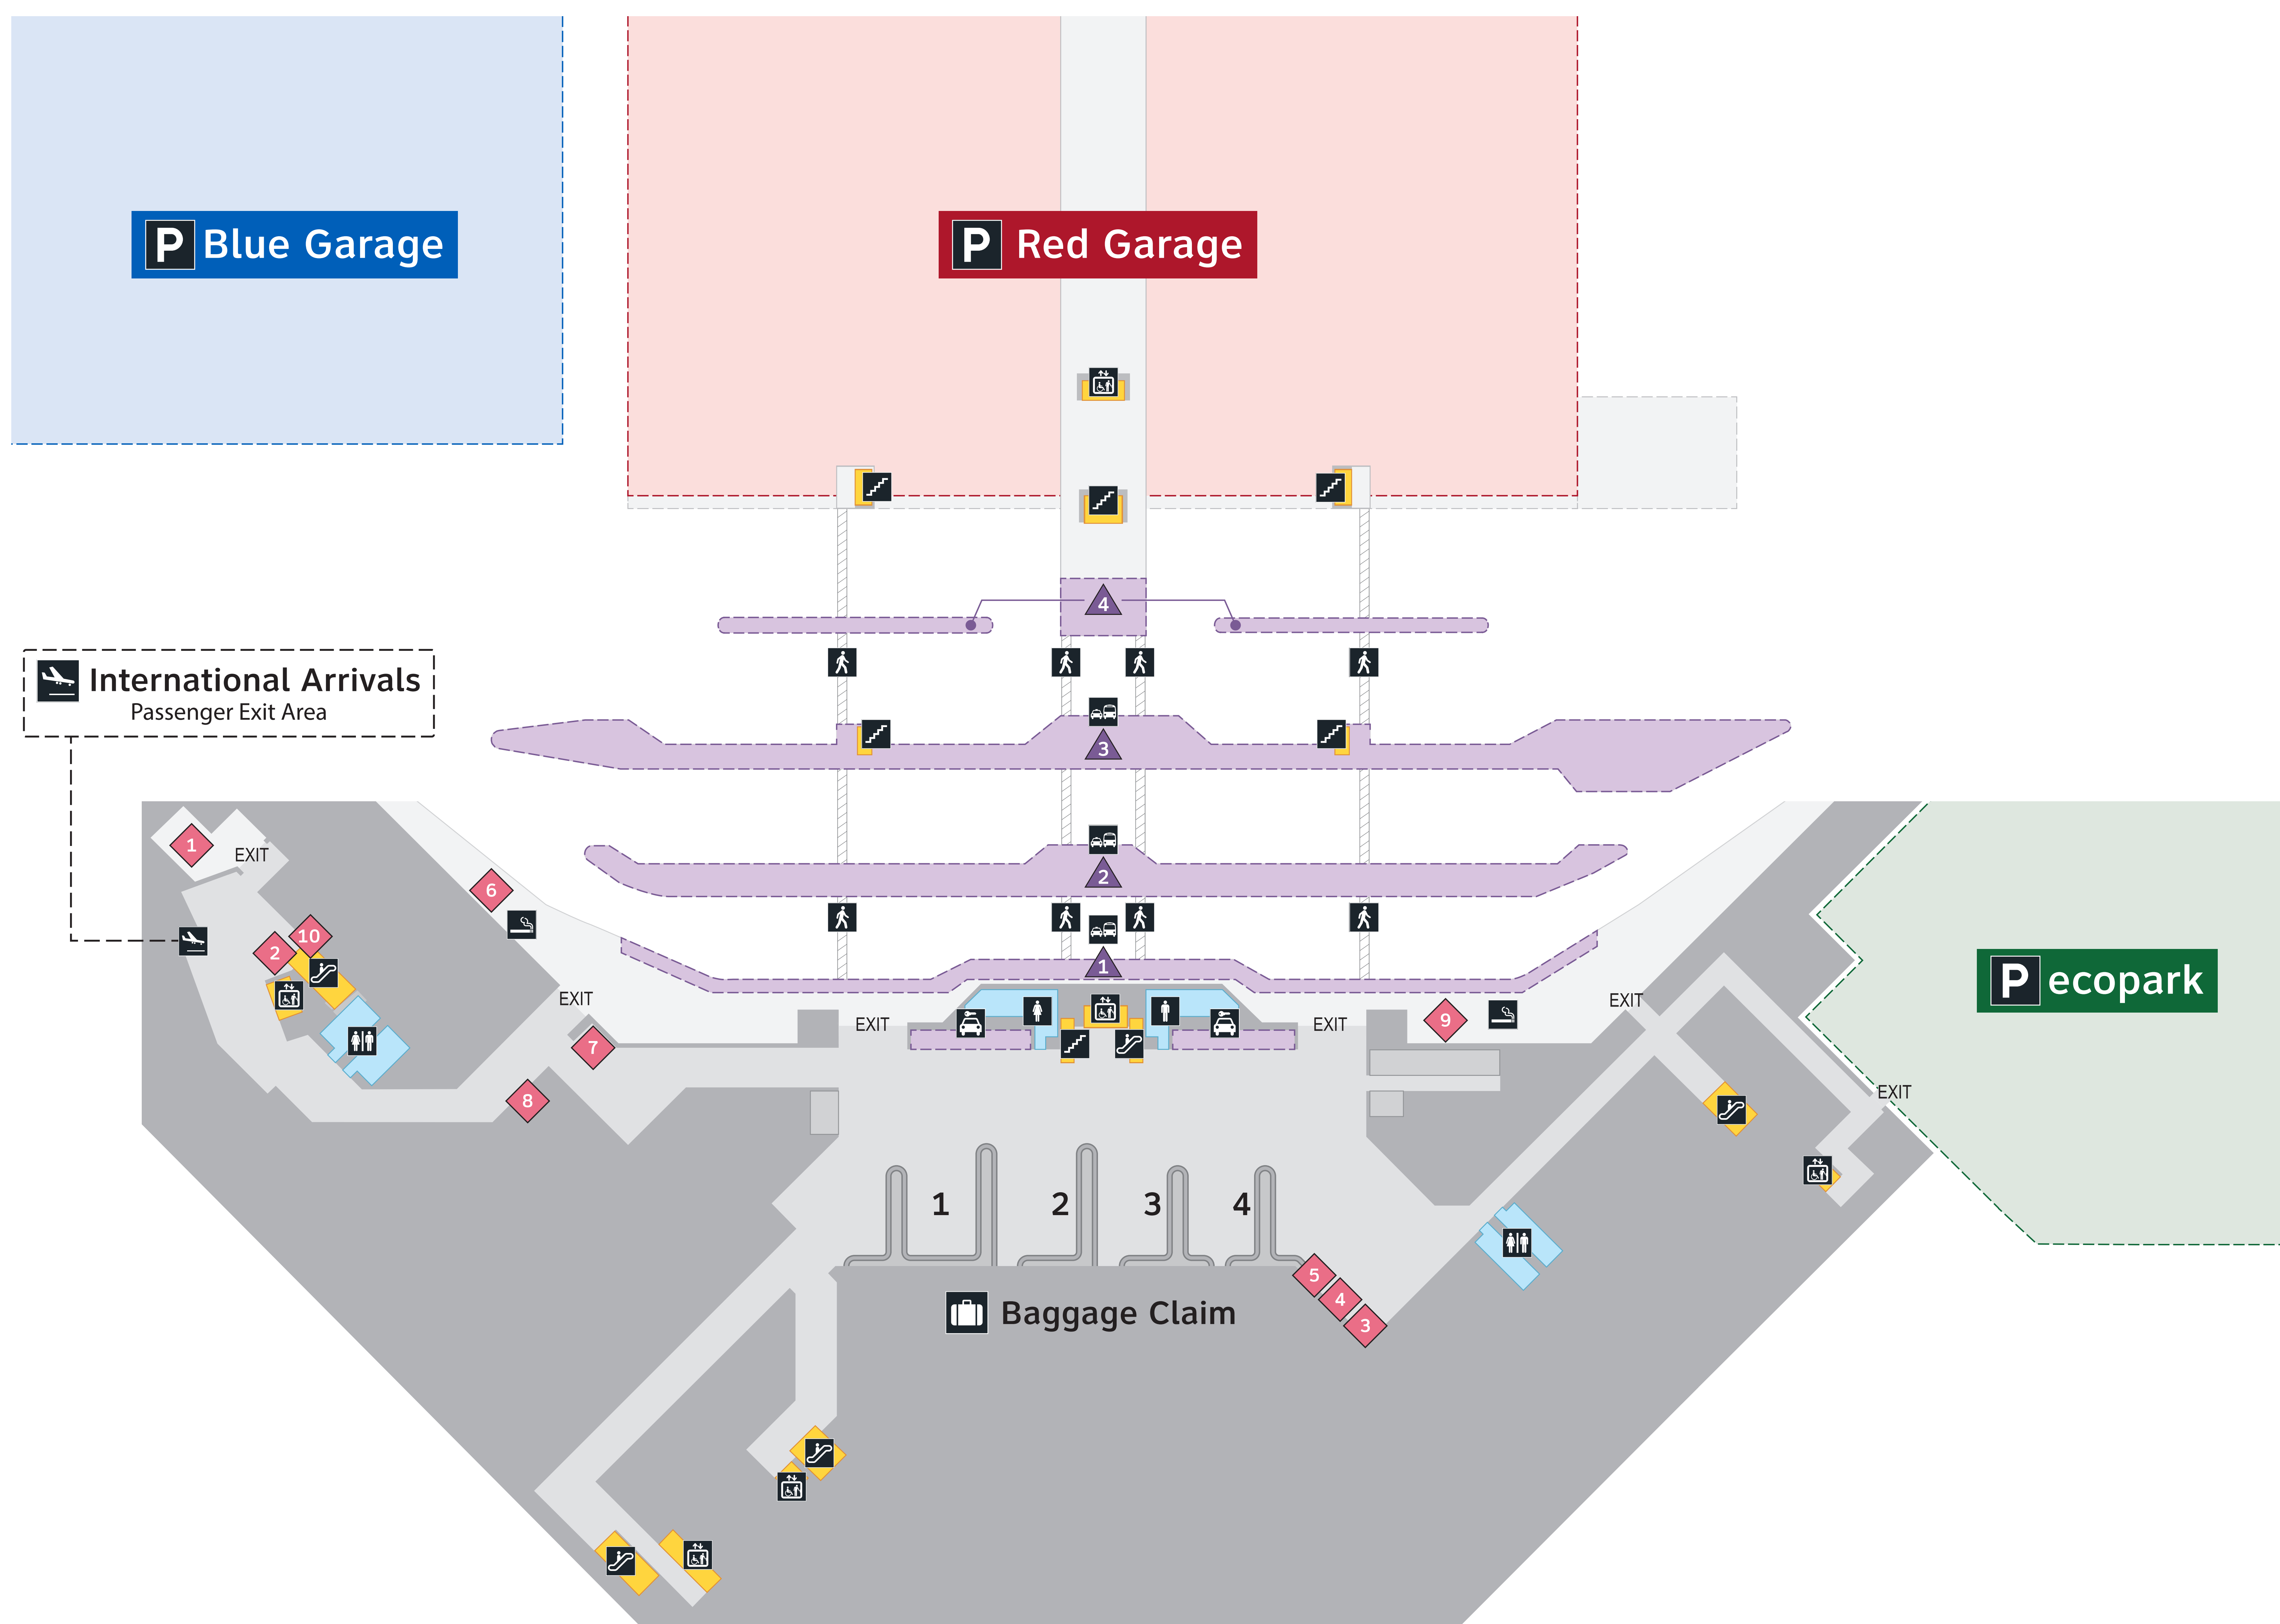 P Blue Garage
P Red Garage
4
International Arrivals
Passenger Exit Area
3
1
EXIT
2
6
10
2
1
P ecopark
EXIT
EXIT
9
EXIT
EXIT
7
EXIT
8
1
2
3
4
5
4
3
Baggage Claim